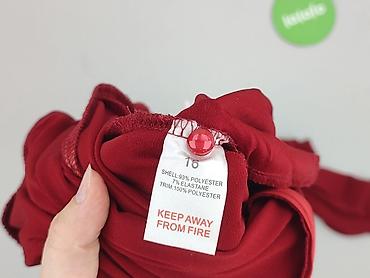 lalafo
16
SHELL:93% POLYESTER
7% ELASTANE
TRIM:100% POLYESTER
KEEP AWAY
FROM FIRE